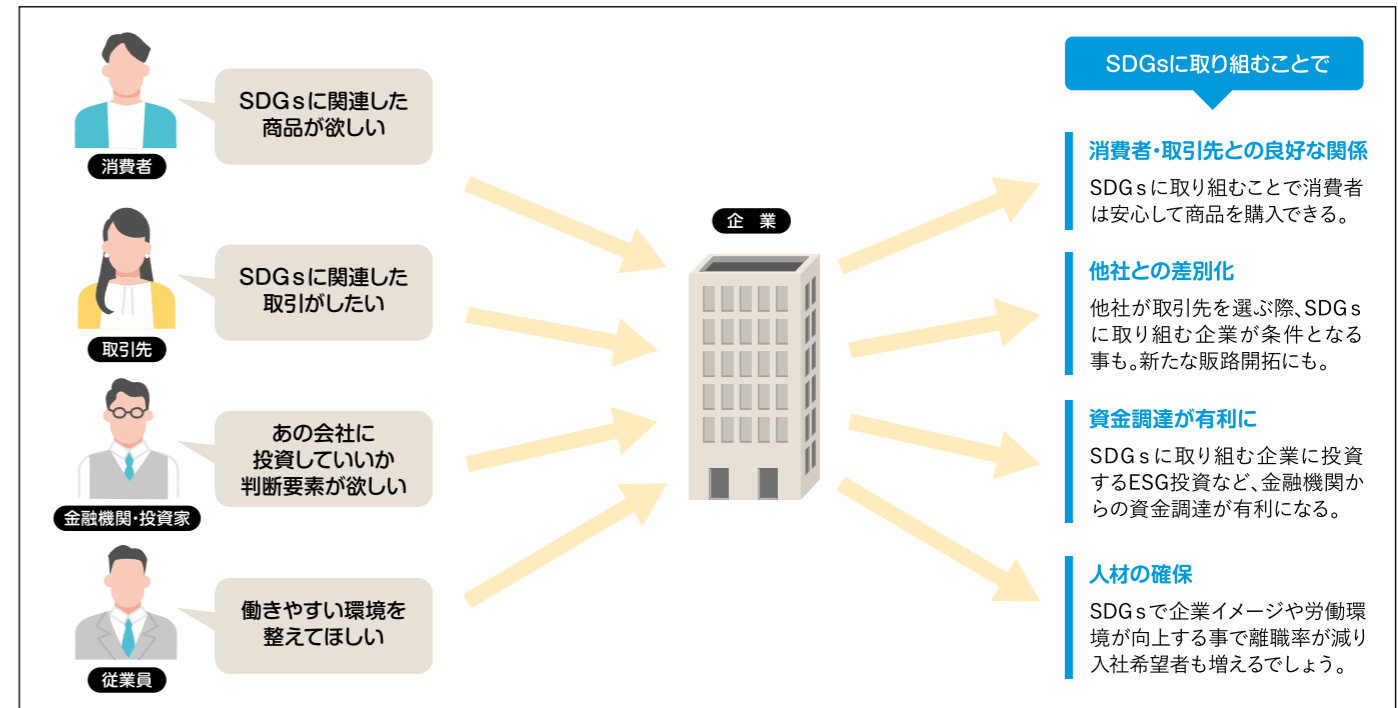 SDGsに関連した
商品が欲しい
消費者
SDGsに関連した
取引がしたい
取引先
あの会社に
投資していいか
判断要素が欲しい
金融機関・投資家
働きやすい環境を
整えてほしい
従業員
企 業
SDGsに取り組むことで
消費者・取引先との良好な関係
SDGsに取り組むことで消費者
は安心して商品を購入できる。
他社との差別化
他社が取引先を選ぶ際、SDGs
に取り組む企業が条件となる
事も。新たな販路開拓にも。
資金調達が有利に
SDGsに取り組む企業に投資
するESG投資など、金融機関か
らの資金調達が有利になる。
人材の確保
SDGsで企業イメージや労働環
境が向上する事で離職率が減り
入社希望者も増えるでしょう。